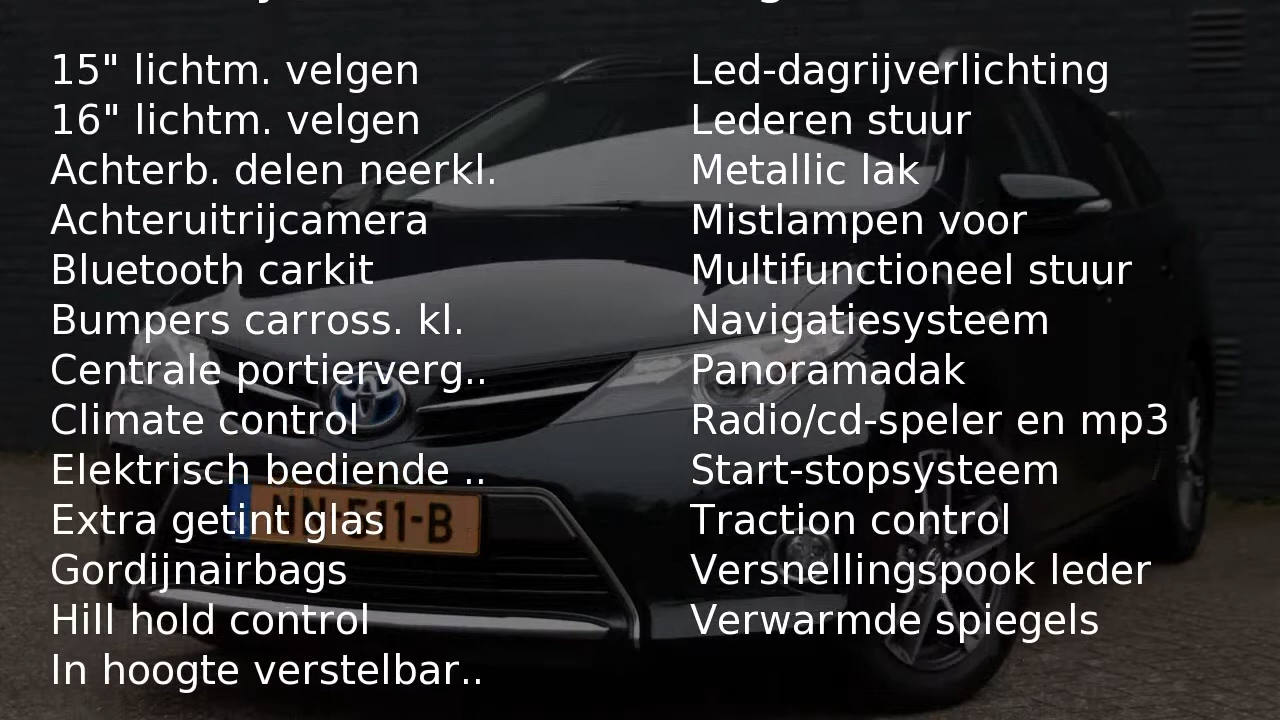 15" lichtm. velgen
16" lichtm. velgen
Achterb. delen neerkl.
Achteruitrijcamera
Bluetooth carkit
Bumpers carross. kl.
Centrale portierverg..
Climate control
Elektrisch bediende ..
Extra getint glas
Gordijnairbags
Hill hold control
In hoogte verstelbar..
Led-dagrijverlichting
Lederen stuur
Metallic lak
Mistlampen voor
Multifunctioneel stuur
Navigatiesysteem
Panoramadak
Radio/cd-speler en mp3
Start-stopsysteem
Traction control
Versnellingspook leder
Verwarmde spiegels